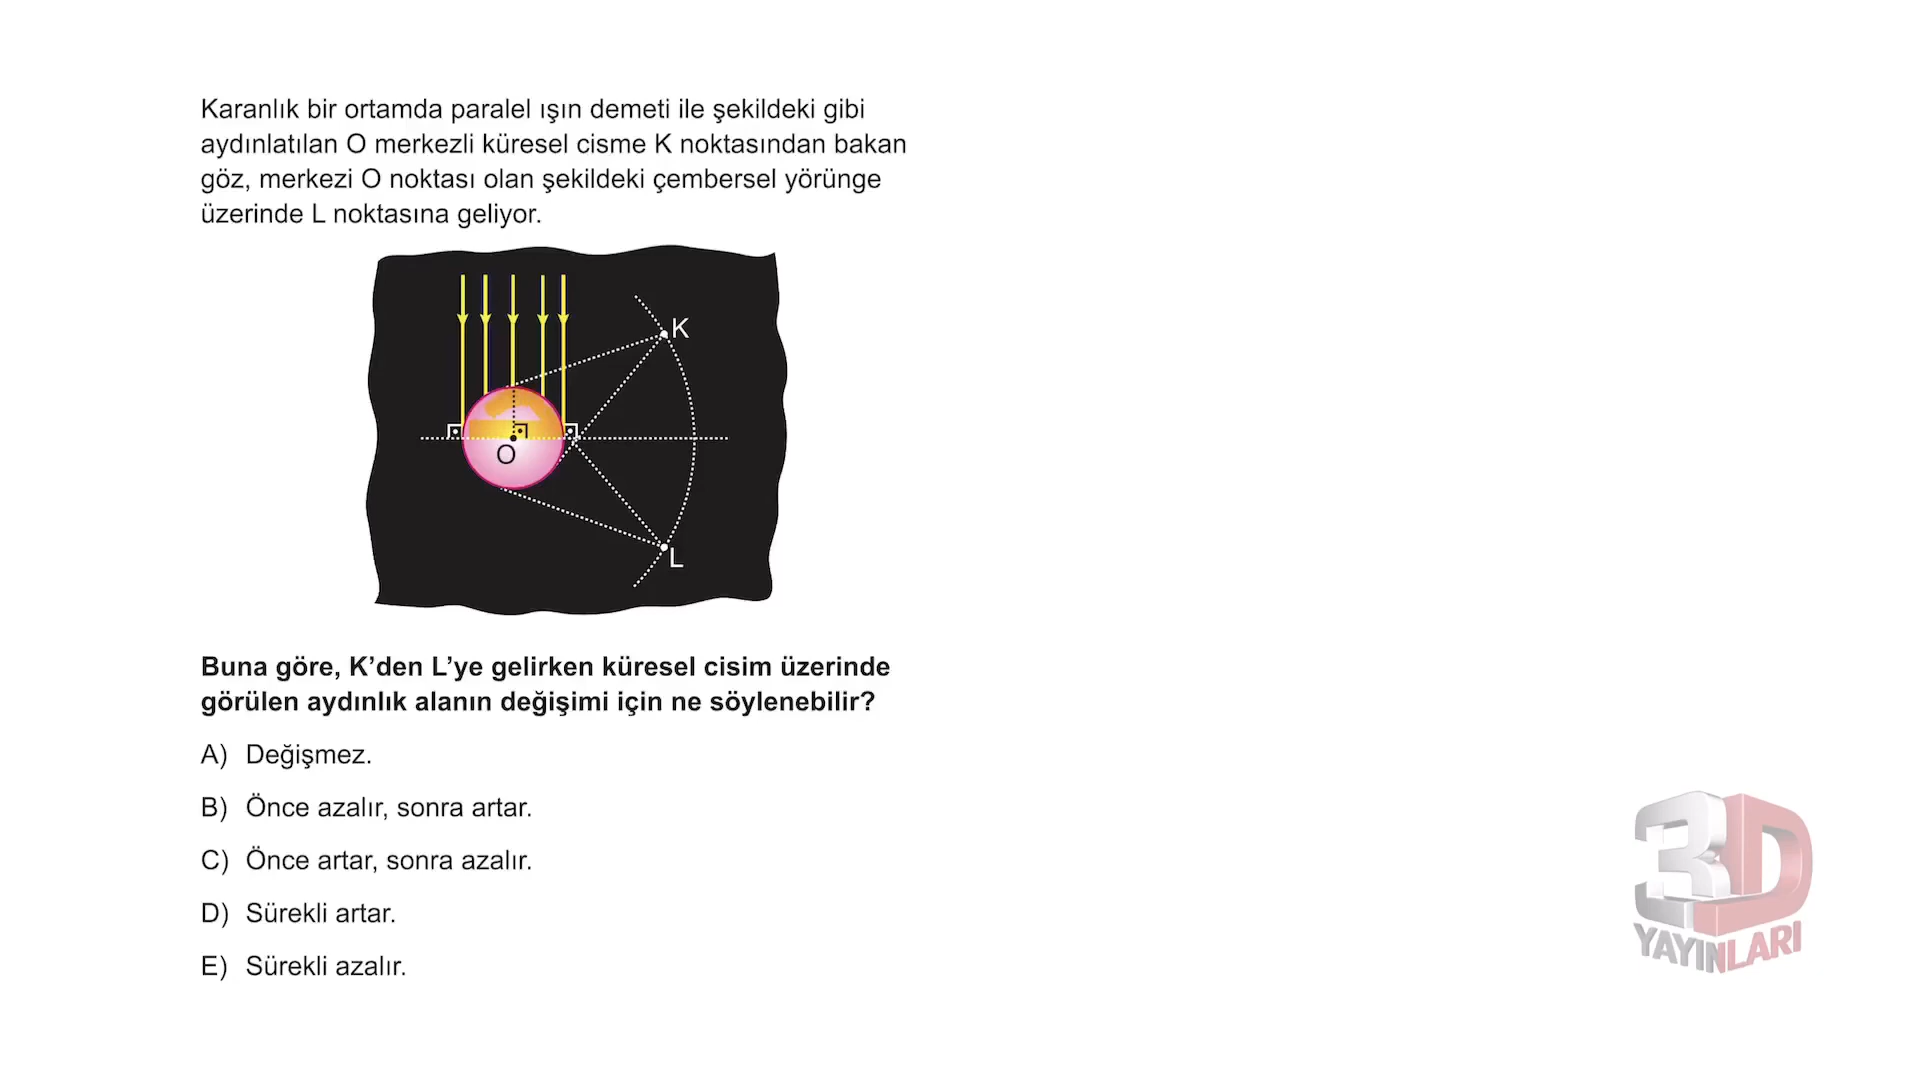 Karanlık bir ortamda paralel ışın demeti ile şekildeki gibi
aydınlatılan O merkezli küresel cisme K noktasından bakan
göz, merkezi O noktası olan şekildeki çembersel yörünge
üzerinde L noktasına geliyor.
K
O
L
Buna göre, K’den L’ye gelirken küresel cisim üzerinde
görülen aydınlık alanın değişimi için ne söylenebilir?
A) Değişmez.
B) Önce azalır, sonra artar.
C) Önce artar, sonra azalır.
D) Sürekli artar.
E) Sürekli azalır.
3D
YAYINLARI